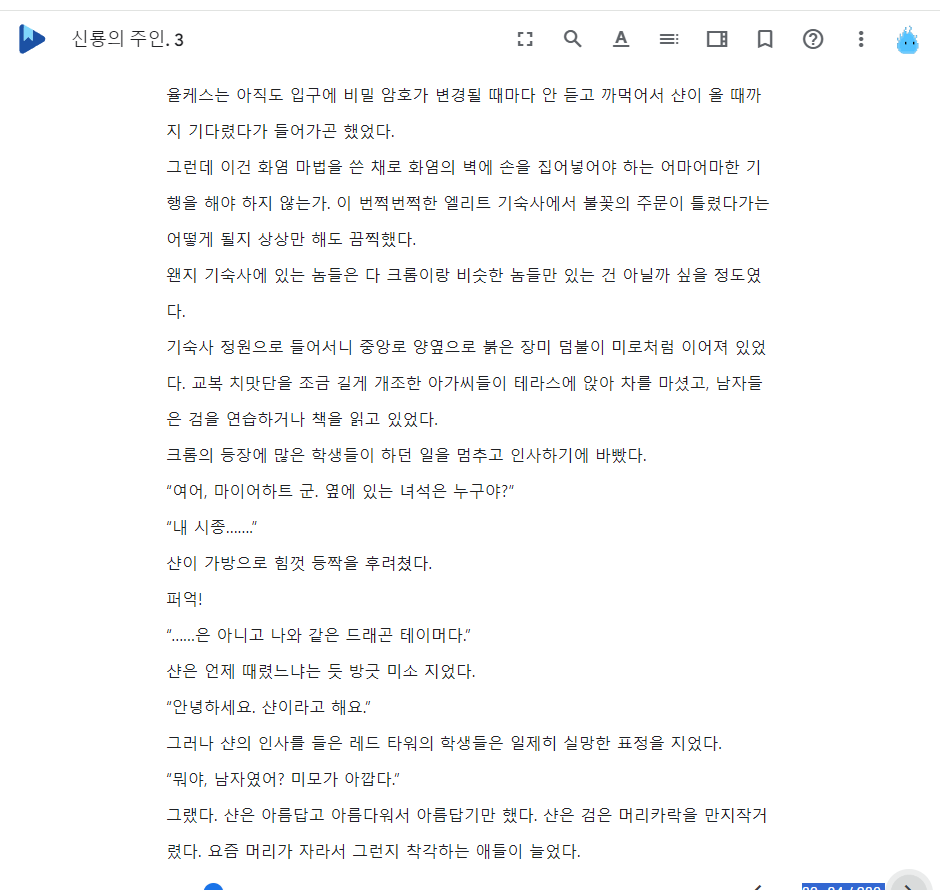 신룡의 주인. 3
율케스는 아직도 입구에 비밀 암호가 변경될 때마다 안 듣고 까먹어서 샨이 올 때까
지 기다렸다가 들어가곤 했었다.
그런데 이건 화염 마법을 쓴 채로 화염의 벽에 손을 집어넣어야 하는 어마어마한 기
행을 해야 하지 않는가. 이 번쩍번쩍한 엘리트 기숙사에서 불꽃의 주문이 틀렸다가는
어떻게 될지 상상만 해도 끔찍했다.
왠지 기숙사에 있는 놈들은 다 크롬이랑 비슷한 놈들만 있는 건 아닐까 싶을 정도였
다.
기숙사 정원으로 들어서니 중앙로 양옆으로 붉은 장미 덤불이 미로처럼 이어져 있었
다. 교복 치맛단을 조금 길게 개조한 아가씨들이 테라스에 앉아 차를 마셨고, 남자들
은 검을 연습하거나 책을 읽고 있었다.
크롬의 등장에 많은 학생들이 하던 일을 멈추고 인사하기에 바빴다.
“여어, 마이어하트 군. 옆에 있는 녀석은 누구야?”
“내 시종…….”
샨이 가방으로 힘껏 등짝을 후려쳤다.
퍼억!
“……은 아니고 나와 같은 드래곤 테이머다.”
샨은 언제 때렸느냐는 듯 방긋 미소 지었다.
“안녕하세요. 샨이라고 해요.”
그러나 샨의 인사를 들은 레드 타워의 학생들은 일제히 실망한 표정을 지었다.
“뭐야, 남자였어? 미모가 아깝다.”
그랬다. 샨은 아름답고 아름다워서 아름답기만 했다. 샨은 검은 머리카락을 만지작거
렸다. 요즘 머리가 자라서 그런지 착각하는 애들이 늘었다.